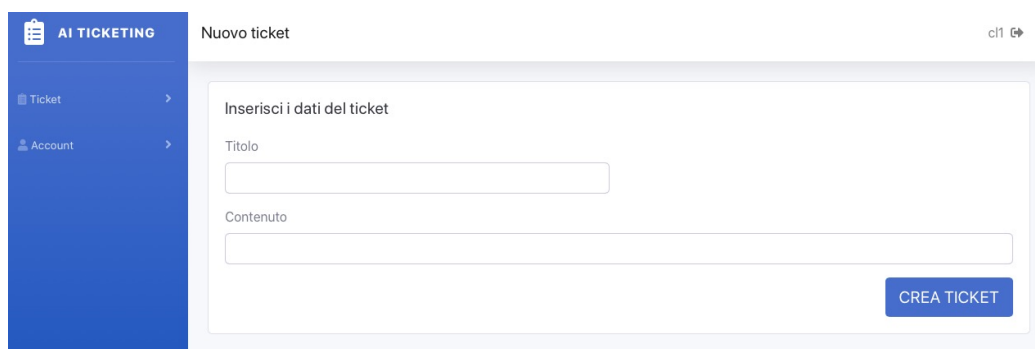 AI TICKETING
Nuovo ticket
cl1
Ticket
Account
Inserisci i dati del ticket
Titolo
Contenuto
CREA TICKET